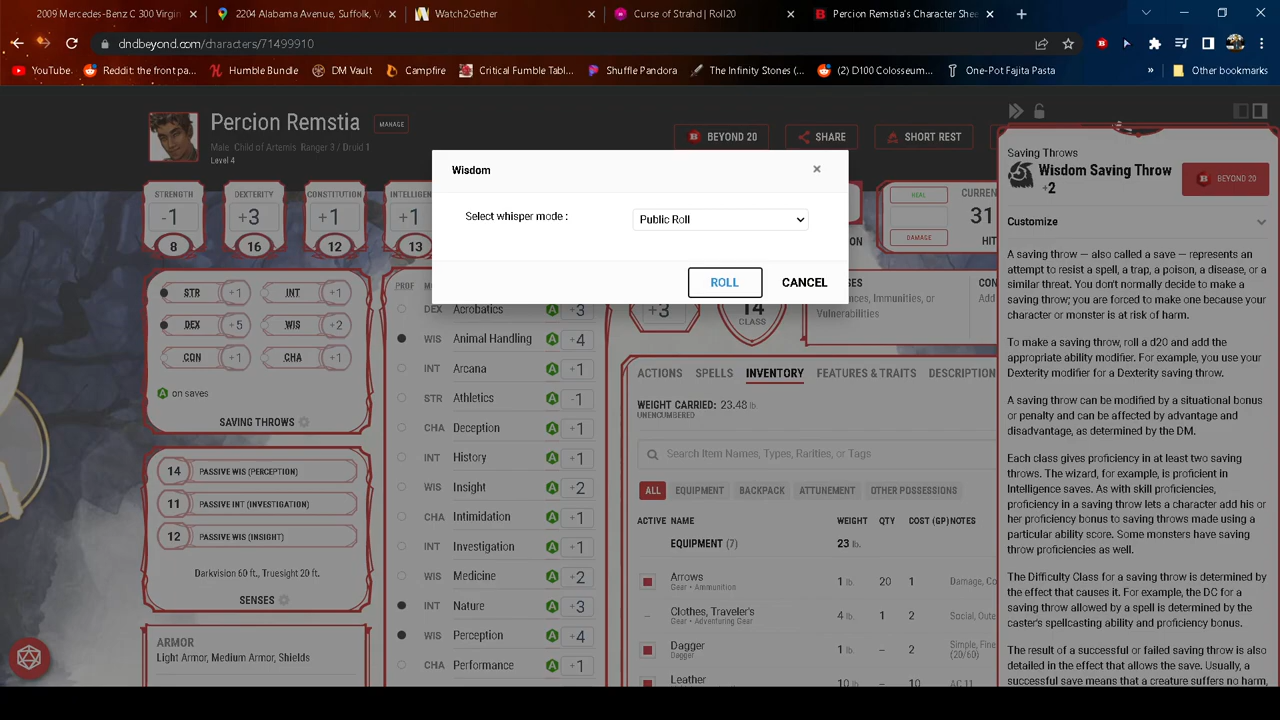 2009 Mercedes-Benz C 300 Virgin
2204 Alabama Avenue, Suffolk, V
Watch2Gether
Curse of Strahd | Roll20
Percion Remstia's Character She
dndbeyond.com/characters/71499910
YouTube
Reddit: the front pa...
Humble Bundle
DM Vault
Campfire
Critical Fumble Tabl...
Shuffle Pandora
The Infinity Stones (...
(2) D100 Colosseum...
One-Pot Fajita Pasta
»
Other bookmarks
Percion Remstia
MANAGE
Male Child of Artemis Ranger 3 / Druid 1
Level 4
BEYOND 20
SHARE
SHORT REST
STRENGTH
-1
8
DEXTERITY
+3
16
CONSTITUTION
+1
12
INTELLIGEN
+1
13
HEAL
DAMAGE
CURREN
31
HIT
Wisdom
×
Select whisper mode :
Public Roll
ROLL
CANCEL
STR +1
INT +1
DEX +5
WIS +2
CON +1
CHA +1
A on saves
SAVING THROWS
14 PASSIVE WIS (PERCEPTION)
11 PASSIVE INT (INVESTIGATION)
12 PASSIVE WIS (INSIGHT)
Darkvision 60 ft., Truesight 20 ft.
SENSES
ARMOR
Light Armor, Medium Armor, Shields
PROF
DEX Acrobatics A +3
WIS Animal Handling A +4
INT Arcana A +1
STR Athletics A -1
CHA Deception A +1
INT History A +1
WIS Insight A +2
CHA Intimidation A +1
INT Investigation A +1
WIS Medicine A +2
INT Nature A +3
WIS Perception A +4
CHA Performance A +1
+3
14
CLASS
SES
ances, Immunities, or
Vulnerabilities
CON
Add
ACTIONS
SPELLS
INVENTORY
FEATURES & TRAITS
DESCRIPTION
WEIGHT CARRIED: 23.48 lb
UNENCUMBERED
Search Item Names, Types, Rarities, or Tags
ALL
EQUIPMENT
BACKPACK
ATTUNEMENT
OTHER POSSESSIONS
ACTIVE NAME WEIGHT QTY COST (GP) NOTES
EQUIPMENT (7) 23 lb.
Arrows 1 lb. 20 1 Damage, Co
Gear • Ammunition
Clothes, Traveler's 4 lb. 1 2 Social, Oute
Gear • Adventuring Gear
Dagger 1 lb. -- 2 Simple, Fine
Dagger (20/60)
Leather 10 lb. -- 10 AC 11
Saving Throws
Wisdom Saving Throw
+2
BEYOND 20
Customize
A saving throw — also called a save — represents an
attempt to resist a spell, a trap, a poison, a disease, or a
similar threat. You don't normally decide to make a
saving throw; you are forced to make one because your
character or monster is at risk of harm.
To make a saving throw, roll a d20 and add the
appropriate ability modifier. For example, you use your
Dexterity modifier for a Dexterity saving throw.
A saving throw can be modified by a situational bonus
or penalty and can be affected by advantage and
disadvantage, as determined by the DM.
Each class gives proficiency in at least two saving
throws. The wizard, for example, is proficient in
Intelligence saves. As with skill proficiencies,
proficiency in a saving throw lets a character add his or
her proficiency bonus to saving throws made using a
particular ability score. Some monsters have saving
throw proficiencies as well.
The Difficulty Class for a saving throw is determined by
the effect that causes it. For example, the DC for a
saving throw allowed by a spell is determined by the
caster's spellcasting ability and proficiency bonus.
The result of a successful or failed saving throw is also
detailed in the effect that allows the save. Usually, a
successful save means that a creature suffers no harm,